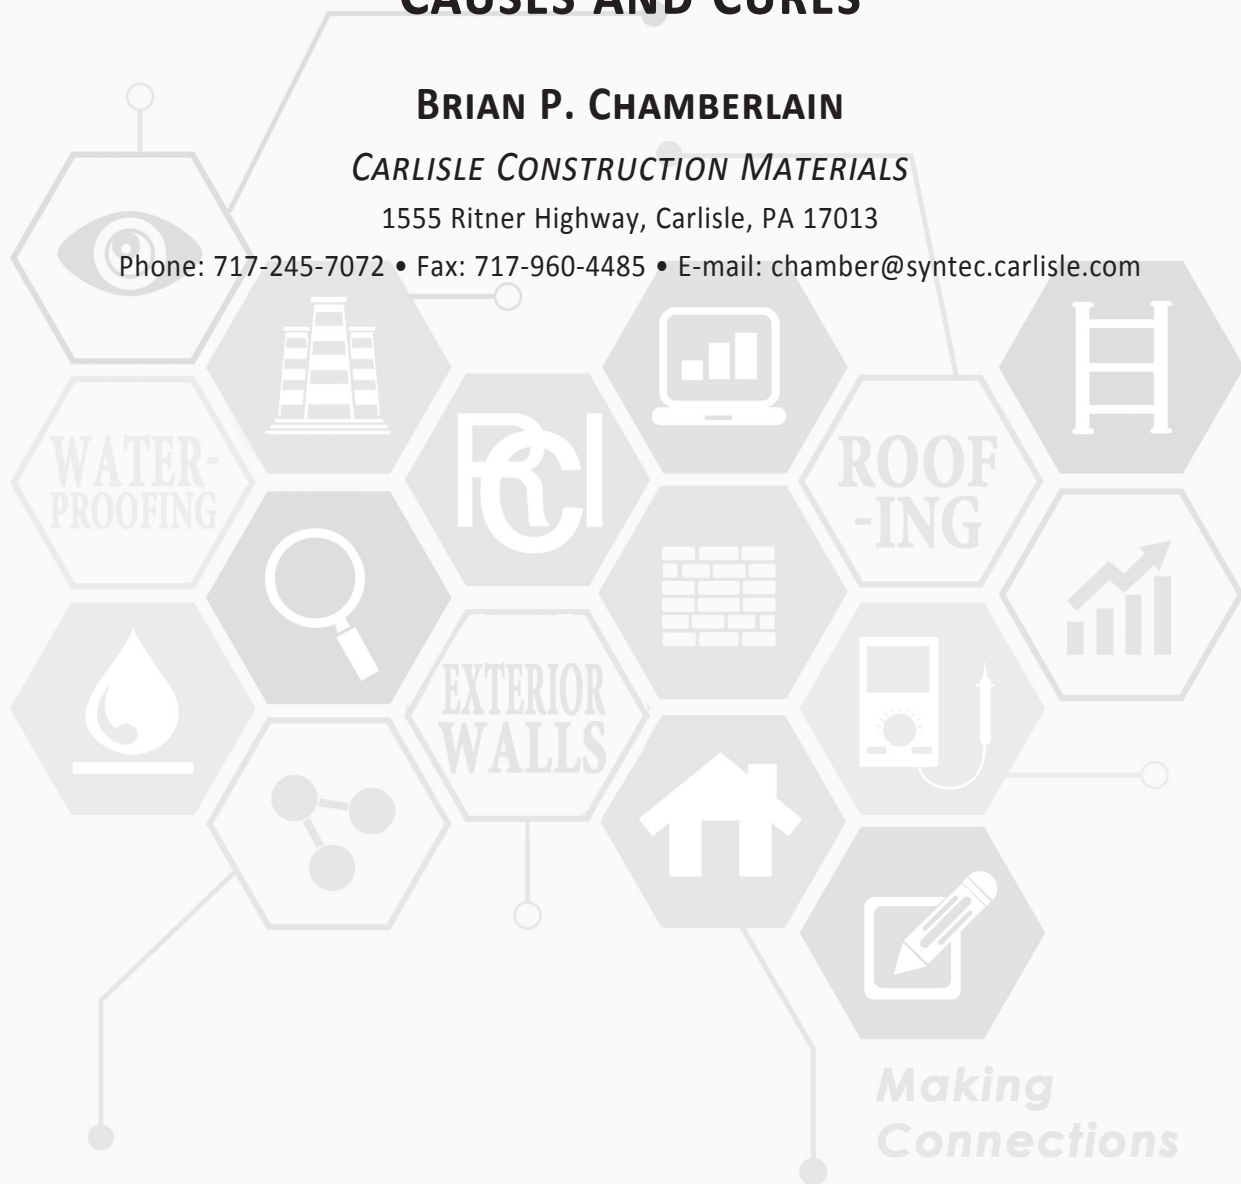 CAUSES AND CURES
BRIAN P. CHAMBERLAIN
CARLISLE CONSTRUCTION MATERIALS
1555 Ritner Highway, Carlisle, PA 17013
Phone: 717-245-7072 • Fax: 717-960-4485 • E-mail: chamber@syntec.carlisle.com
WATER-
PROOFING
RCI
ROOF
-ING
EXTERIOR
WALLS
Making
Connections